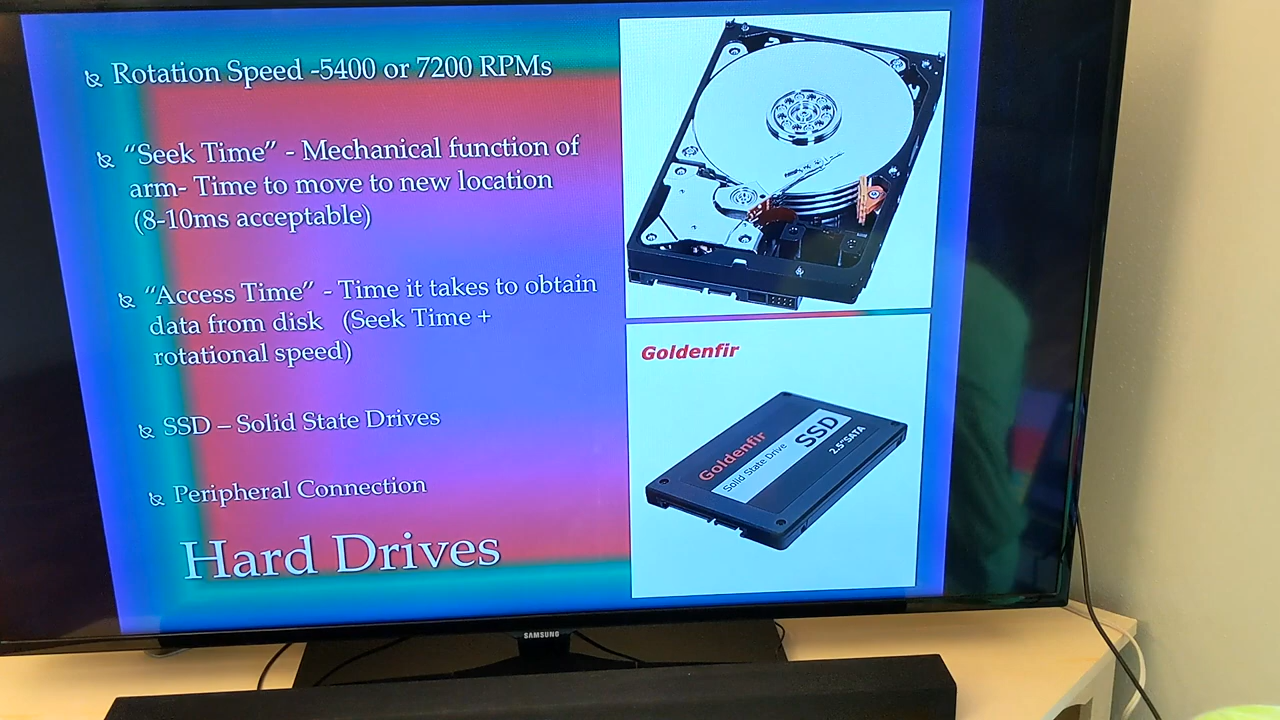 Rotation Speed -5400 or 7200 RPMs
“Seek Time” - Mechanical function of
arm- Time to move to new location
(8-10ms acceptable)
“Access Time” - Time it takes to obtain
data from disk (Seek Time +
rotational speed)
SSD – Solid State Drives
Peripheral Connection
Hard Drives
Goldenfir
Goldenfir
Solid State Drive
SSD
2.5"SATA
SAMSUNG